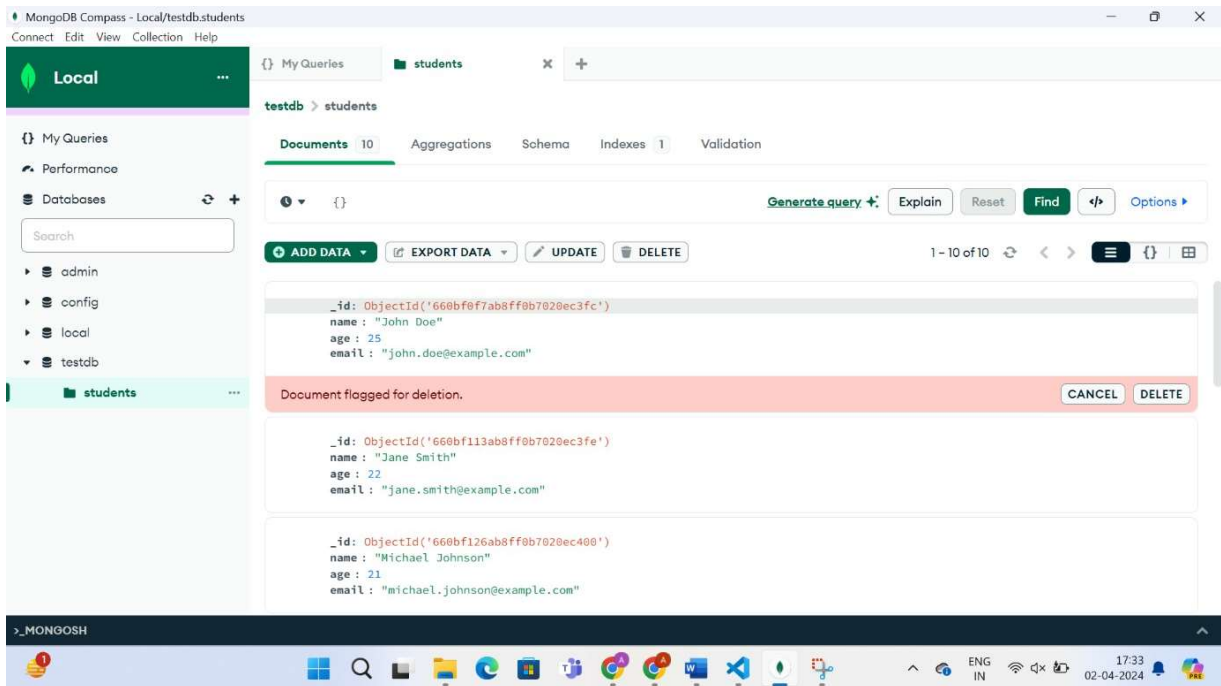 MongoDB Compass - Local/testdb.students
Connect Edit View Collection Help
Local
{} My Queries
students
testdb > students
{} My Queries
Performance
Databases
Search
admin
config
local
testdb
students
Documents 10 Aggregations Schema Indexes 1 Validation
{} Generate query Explain Reset Find </> Options
ADD DATA EXPORT DATA UPDATE DELETE 1 – 10 of 10 {}
_id: ObjectId('660bf0f7ab8ff0b7020ec3fc')
name : "John Doe"
age : 25
email : "john.doe@example.com"
Document flagged for deletion. CANCEL DELETE
_id: ObjectId('660bf113ab8ff0b7020ec3fe')
name : "Jane Smith"
age : 22
email : "jane.smith@example.com"
_id: ObjectId('660bf126ab8ff0b7020ec400')
name : "Michael Johnson"
age : 21
email : "michael.johnson@example.com"
>_MONGOSH
1
ENG
IN
17:33
02-04-2024
PRE